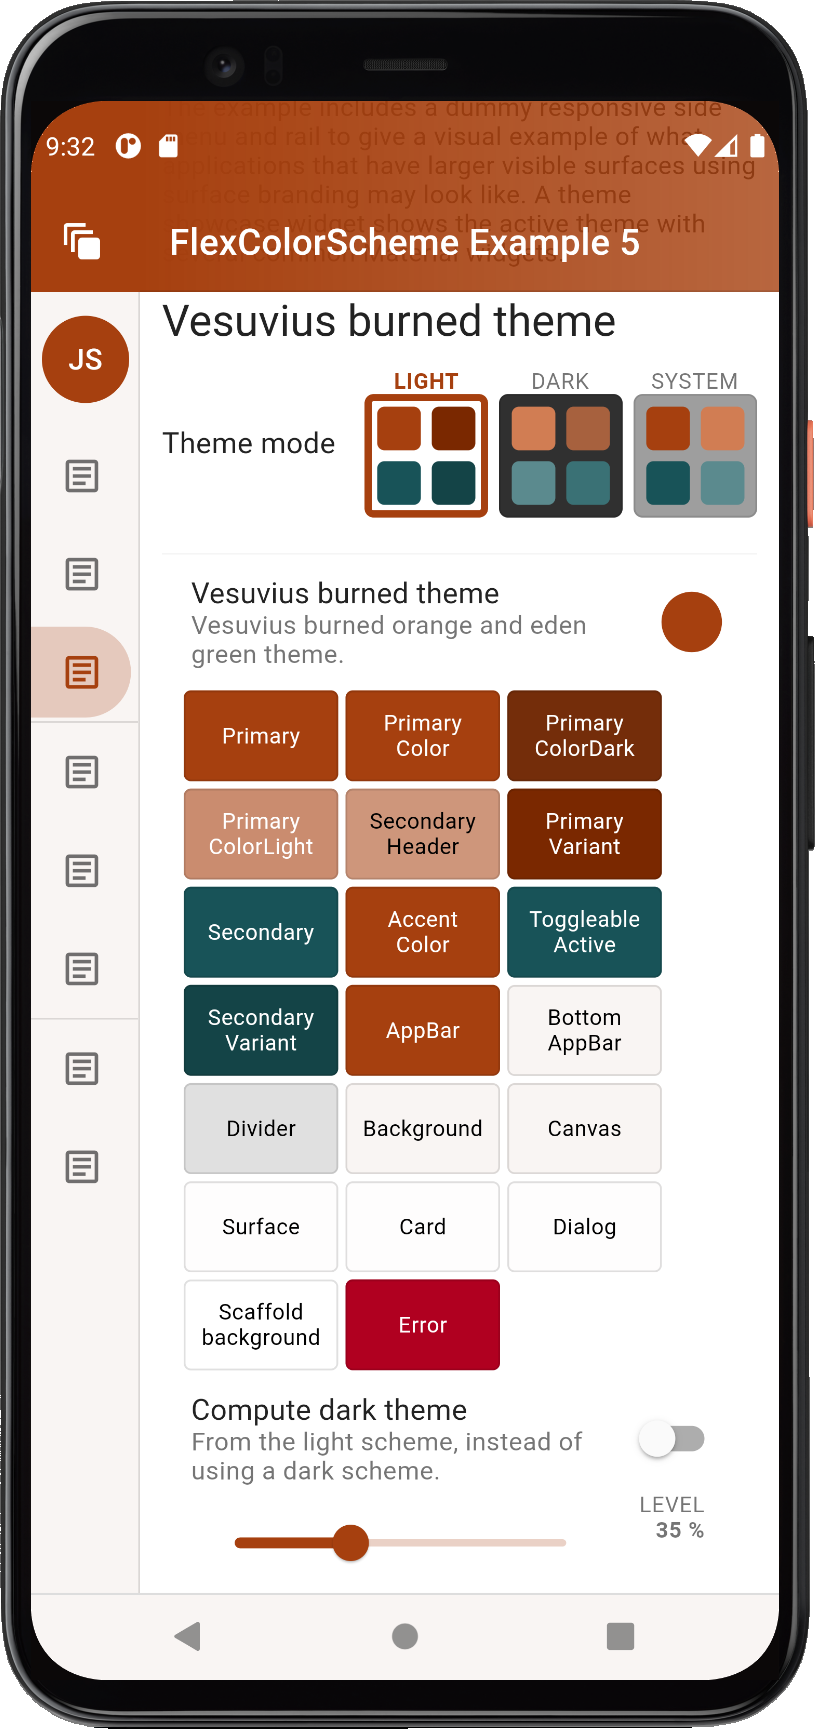 The example includes a dummy responsive side
menu and rail to give a visual example of what
applications that have larger visible surfaces using
surface branding may look like. A theme
showcase widget shows the active theme with
common Material widgets.
9:32
FlexColorScheme Example 5
JS
Vesuvius burned theme
LIGHT
DARK
SYSTEM
Theme mode
Vesuvius burned theme
Vesuvius burned orange and eden
green theme.
Primary
Primary
Color
Primary
ColorDark
Primary
ColorLight
Secondary
Header
Primary
Variant
Secondary
Accent
Color
Toggleable
Active
Secondary
Variant
AppBar
Bottom
AppBar
Divider
Background
Canvas
Surface
Card
Dialog
Scaffold
background
Error
Compute dark theme
From the light scheme, instead of
using a dark scheme.
LEVEL
35 %